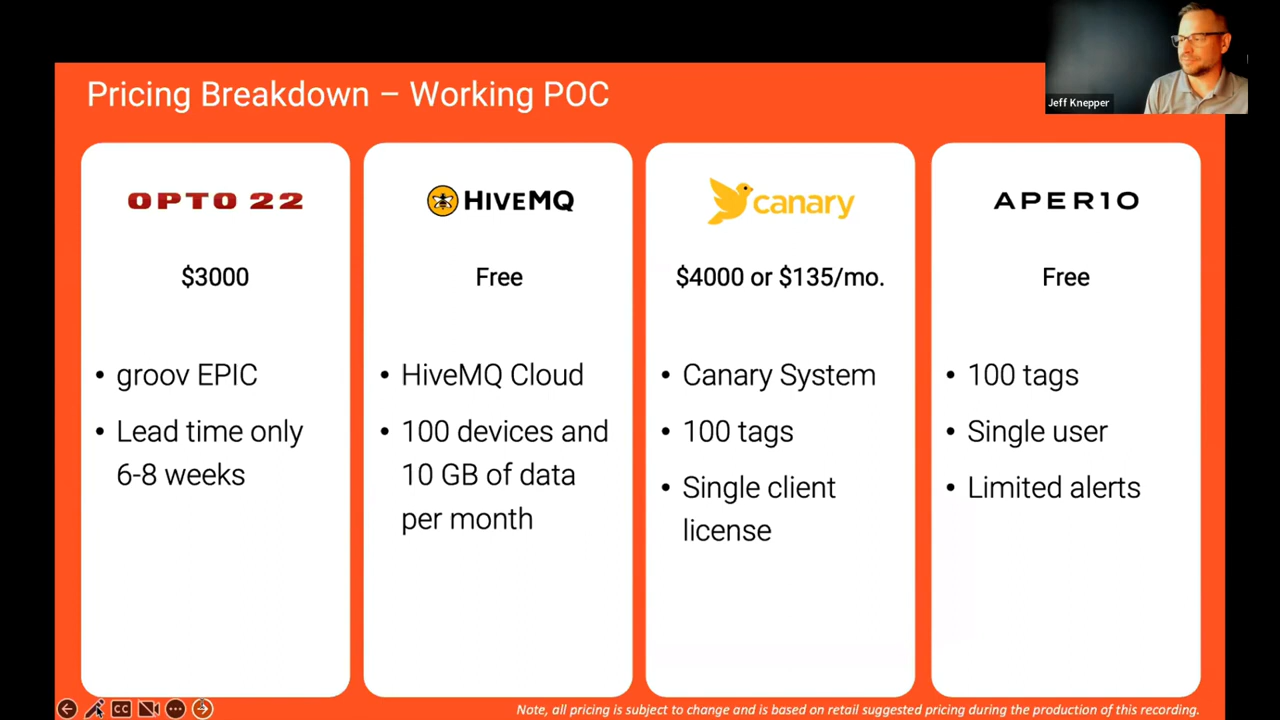 Pricing Breakdown – Working POC
Jeff Knepper
OPTO 22
$3000
• groov EPIC
• Lead time only
6-8 weeks
HIVEMQ
Free
• HiveMQ Cloud
• 100 devices and
10 GB of data
per month
canary
$4000 or $135/mo.
• Canary System
• 100 tags
• Single client
license
APER1O
Free
• 100 tags
• Single user
• Limited alerts
CC
Note, all pricing is subject to change and is based on retail suggested pricing during the production of this recording.